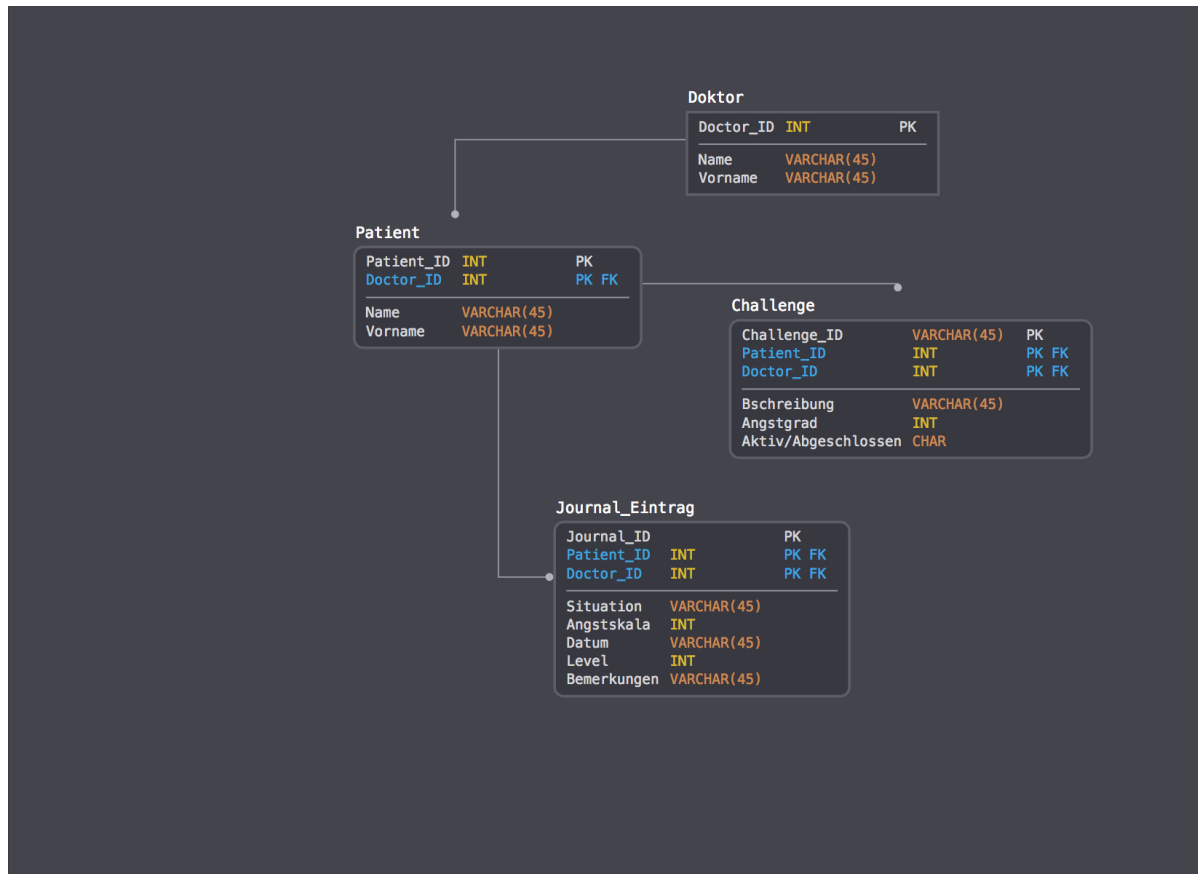 Doktor
Doctor_ID INT PK
Name VARCHAR(45)
Vorname VARCHAR(45)
Patient
Patient_ID INT PK
Doctor_ID INT PK FK
Name VARCHAR(45)
Vorname VARCHAR(45)
Challenge
Challenge_ID VARCHAR(45) PK
Patient_ID INT PK FK
Doctor_ID INT PK FK
Bschreibung VARCHAR(45)
Angstgrad INT
Aktiv/Abgeschlossen CHAR
Journal_Eintrag
Journal_ID PK
Patient_ID INT PK FK
Doctor_ID INT PK FK
Situation VARCHAR(45)
Angstskala INT
Datum VARCHAR(45)
Level INT
Bemerkungen VARCHAR(45)